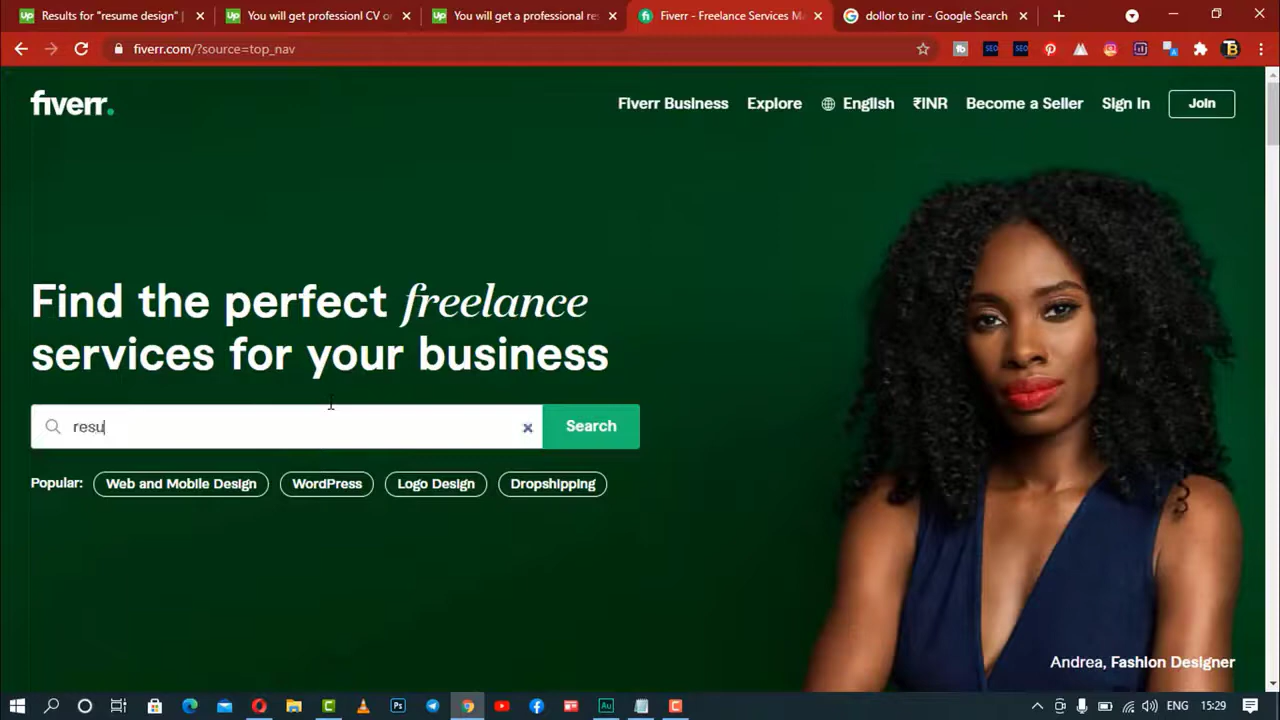 Results for "resume design" |
You will get professionl CV or
You will get a professional re
Fiverr - Freelance Services Ma
dollor to inr - Google Search
fiverr.com/?source=top_nav
fiverr.
Fiverr Business
Explore
English
₹INR
Become a Seller
Sign In
Join
Find the perfect freelance
services for your business
resu
Search
Popular:
Web and Mobile Design
WordPress
Logo Design
Dropshipping
Andrea, Fashion Designer
ENG
15:29